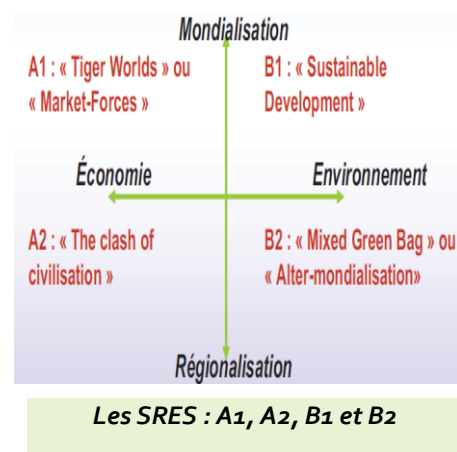 Mondialisation
A1 : « Tiger Worlds » ou
« Market-Forces »
B1 : « Sustainable
Development »
Économie
Environnement
A2 : « The clash of
civilisation »
B2 : « Mixed Green Bag » ou
« Alter-mondialisation»
Régionalisation
Les SRES : A1, A2, B1 et B2